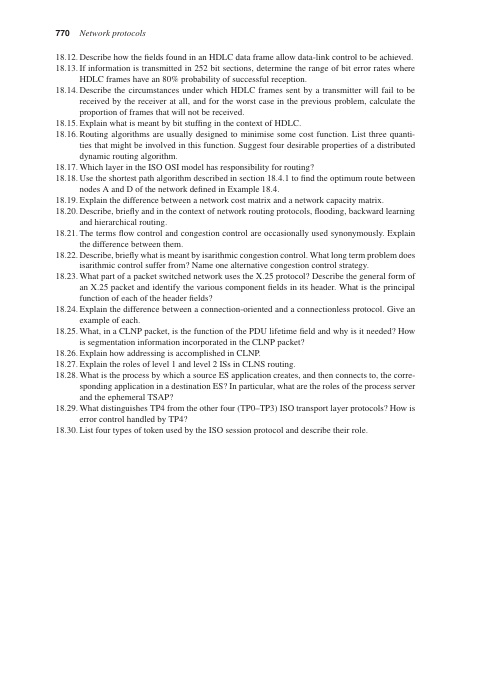 770 Network protocols
18.12. Describe how the fields found in an HDLC data frame allow data-link control to be achieved.
18.13. If information is transmitted in 252 bit sections, determine the range of bit error rates where
HDLC frames have an 80% probability of successful reception.
18.14. Describe the circumstances under which HDLC frames sent by a transmitter will fail to be
received by the receiver at all, and for the worst case in the previous problem, calculate the
proportion of frames that will not be received.
18.15. Explain what is meant by bit stuffing in the context of HDLC.
18.16. Routing algorithms are usually designed to minimise some cost function. List three quanti-
ties that might be involved in this function. Suggest four desirable properties of a distributed
dynamic routing algorithm.
18.17. Which layer in the ISO OSI model has responsibility for routing?
18.18. Use the shortest path algorithm described in section 18.4.1 to find the optimum route between
nodes A and D of the network defined in Example 18.4.
18.19. Explain the difference between a network cost matrix and a network capacity matrix.
18.20. Describe, briefly and in the context of network routing protocols, flooding, backward learning
and hierarchical routing.
18.21. The terms flow control and congestion control are occasionally used synonymously. Explain
the difference between them.
18.22. Describe, briefly what is meant by isarithmic congestion control. What long term problem does
isarithmic control suffer from? Name one alternative congestion control strategy.
18.23. What part of a packet switched network uses the X.25 protocol? Describe the general form of
an X.25 packet and identify the various component fields in its header. What is the principal
function of each of the header fields?
18.24. Explain the difference between a connection-oriented and a connectionless protocol. Give an
example of each.
18.25. What, in a CLNP packet, is the function of the PDU lifetime field and why is it needed? How
is segmentation information incorporated in the CLNP packet?
18.26. Explain how addressing is accomplished in CLNP.
18.27. Explain the roles of level 1 and level 2 ISs in CLNS routing.
18.28. What is the process by which a source ES application creates, and then connects to, the corre-
sponding application in a destination ES? In particular, what are the roles of the process server
and the ephemeral TSAP?
18.29. What distinguishes TP4 from the other four (TP0–TP3) ISO transport layer protocols? How is
error control handled by TP4?
18.30. List four types of token used by the ISO session protocol and describe their role.